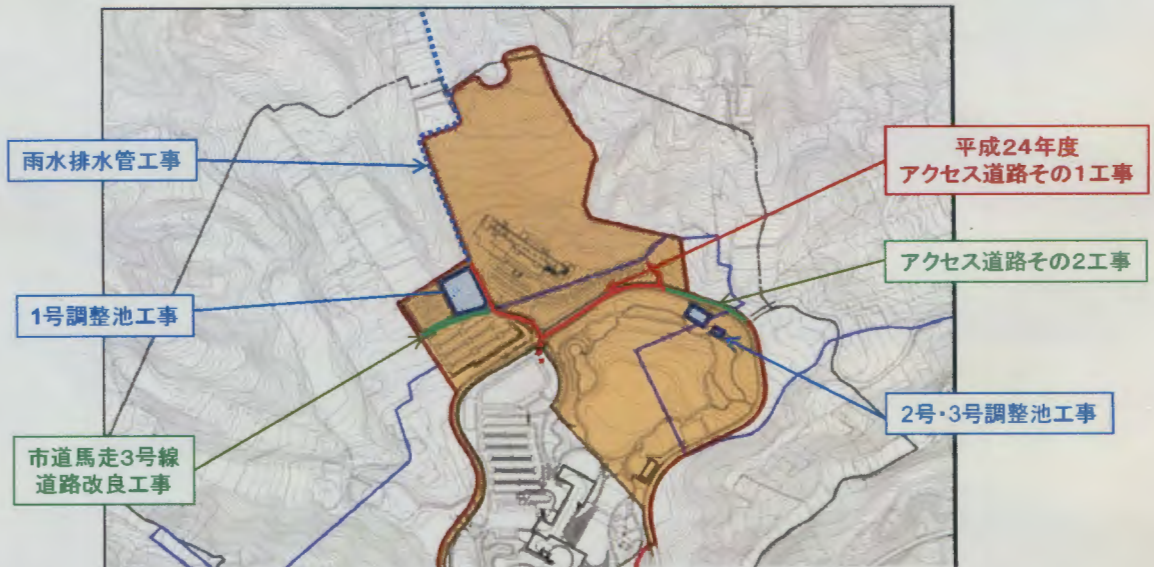 雨水排水管工事
平成24年度
アクセス道路その1工事
アクセス道路その2工事
1号調整池工事
2号・3号調整池工事
市道馬走3号線
道路改良工事